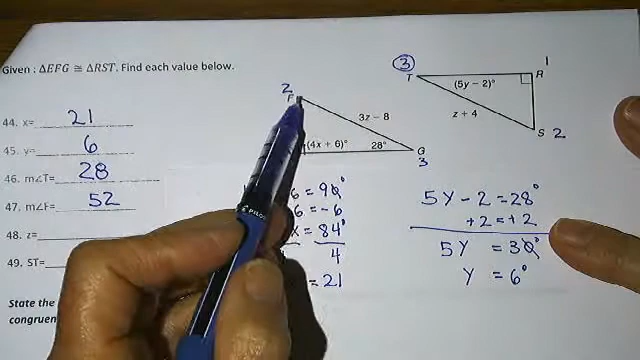 Given : ΔEFG ≅ ΔRST. Find each value below.
44. x= 21
45. y= 6
46. m∠T= 28
47. m∠F= 52
48. z=
49. ST=
State the
congruen
2
F
3z − 8
(4x + 6)°
28°
G
3
3
T
1
R
(5y − 2)°
z + 4
S 2
6 = 90°
6 = -6
x = 84°
4
= 21
5Y - 2 = 28°
+2 = +2
5Y = 30°
Y = 6°
PILOT